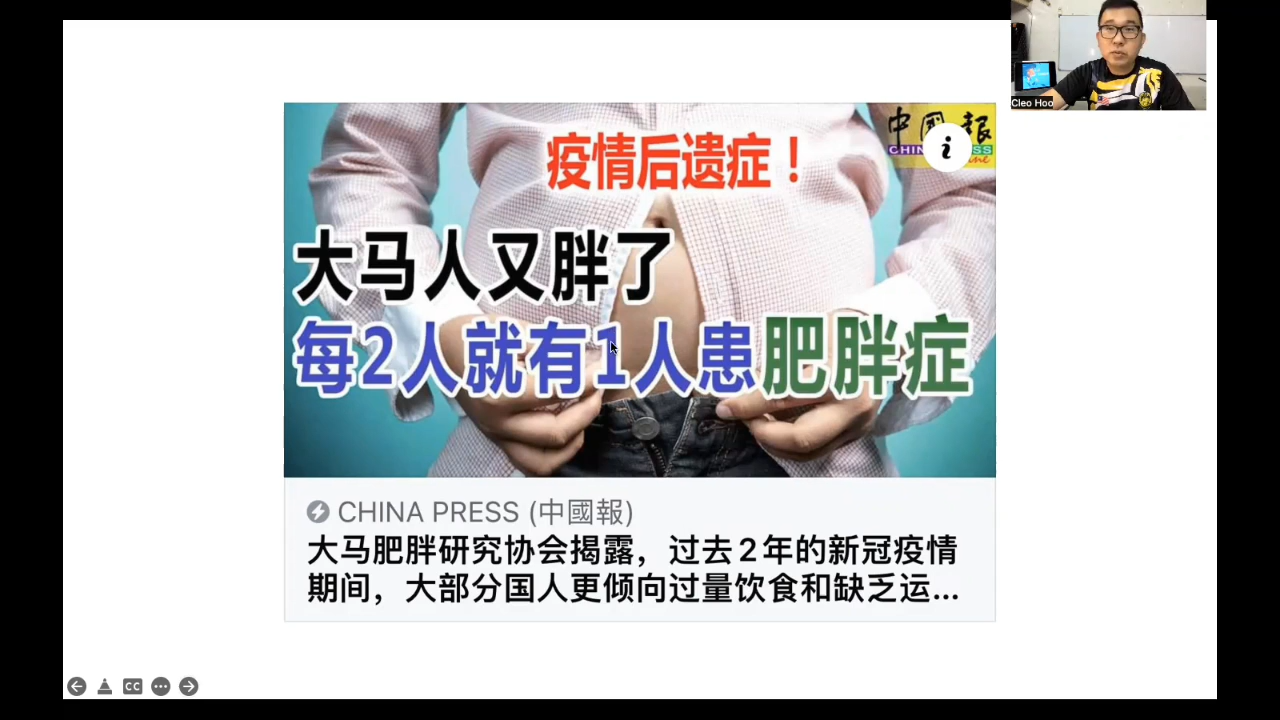 Cleo Hoo
中國報
疫情后遗症！
大马人又胖了
每2人就有1人患肥胖症
CHINA PRESS (中國報)
大马肥胖研究协会揭露，过去2年的新冠疫情
期间，大部分国人更倾向过量饮食和缺乏运...
CC